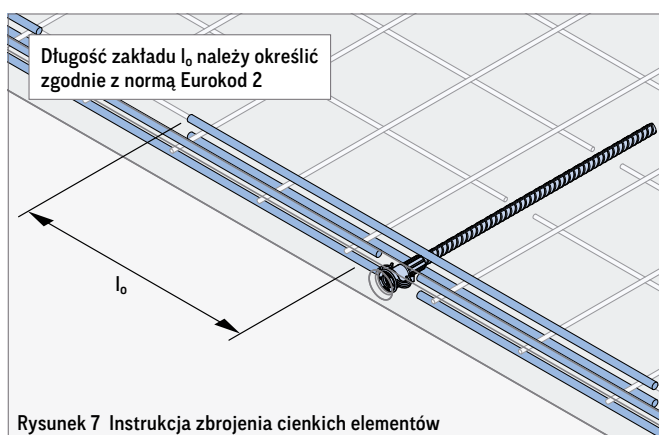 Długość zakładu l₀ należy określić
zgodnie z normą Eurokod 2
l₀
Rysunek 7 Instrukcja zbrojenia cienkich elementów